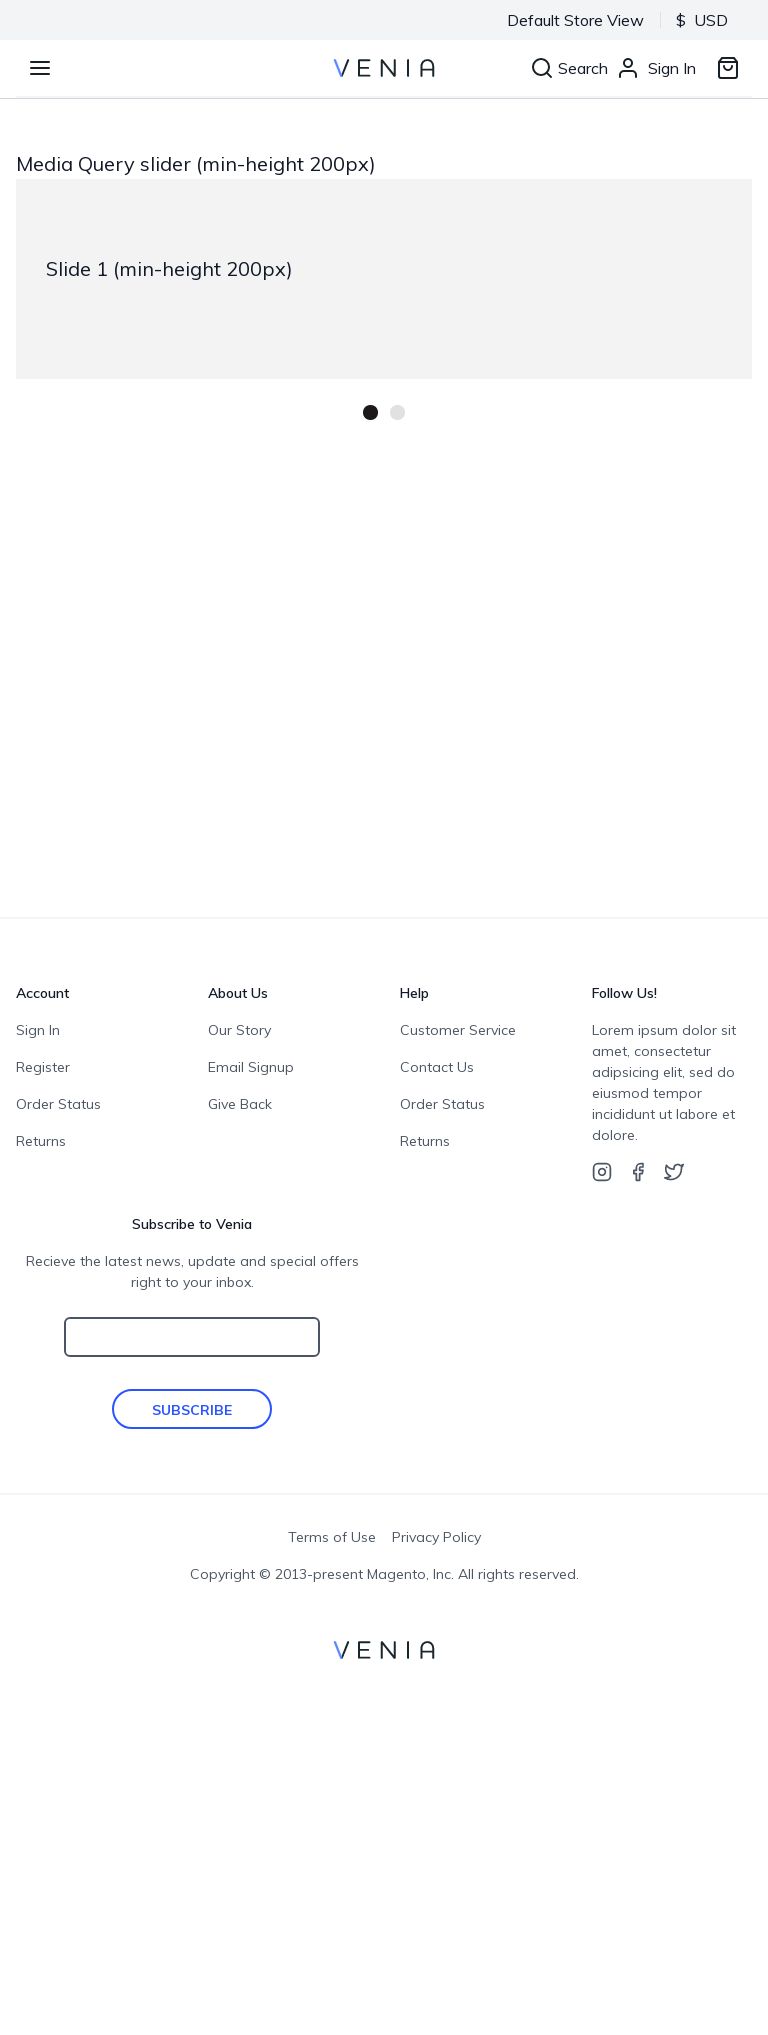 Default Store View $ USD
VENIA Search Sign In
Media Query slider (min-height 200px)
Slide 1 (min-height 200px)
Account
Sign In
Register
Order Status
Returns
About Us
Our Story
Email Signup
Give Back
Help
Customer Service
Contact Us
Order Status
Returns
Follow Us!
Lorem ipsum dolor sit
amet, consectetur
adipsicing elit, sed do
eiusmod tempor
incididunt ut labore et
dolore.
Subscribe to Venia
Recieve the latest news, update and special offers
right to your inbox.
SUBSCRIBE
Terms of Use Privacy Policy
Copyright © 2013-present Magento, Inc. All rights reserved.
VENIA